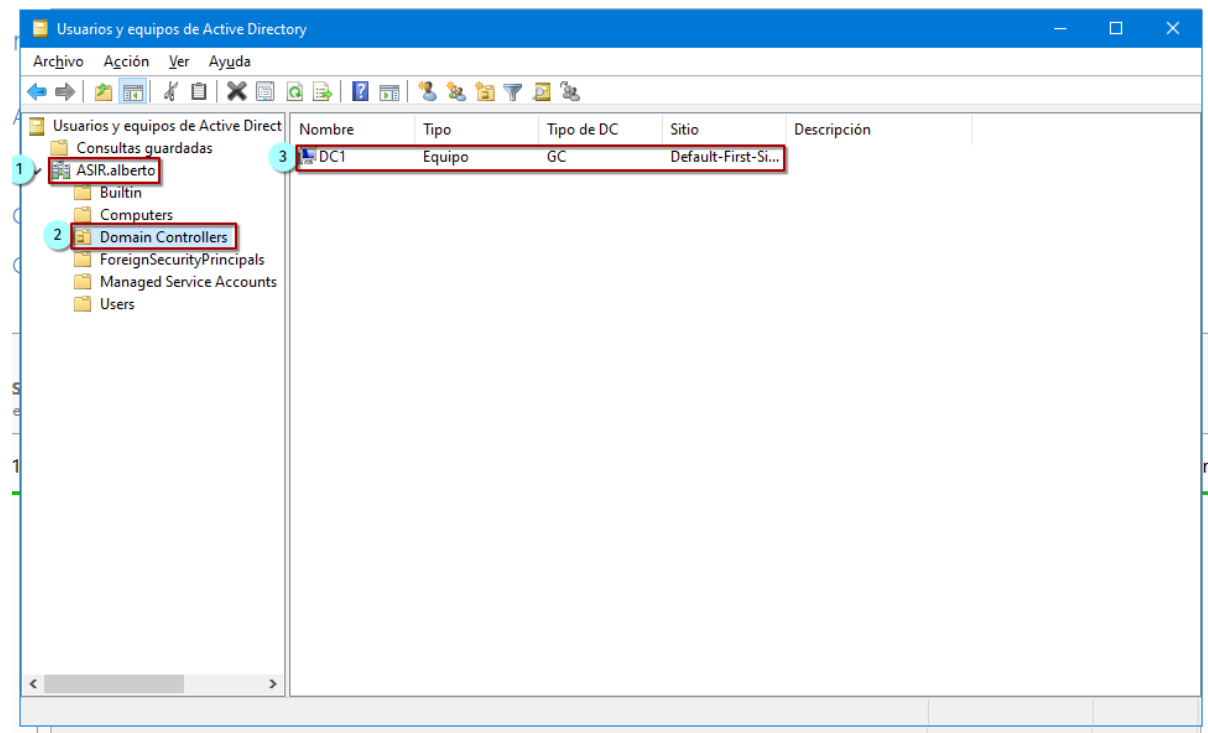 Usuarios y equipos de Active Directory
Archivo Acción Ver Ayuda
Usuarios y equipos de Active Direct
Consultas guardadas
1 ASIR.alberto
Builtin
Computers
2 Domain Controllers
ForeignSecurityPrincipals
Managed Service Accounts
Users
Nombre Tipo Tipo de DC Sitio Descripción
3 DC1 Equipo GC Default-First-Si...